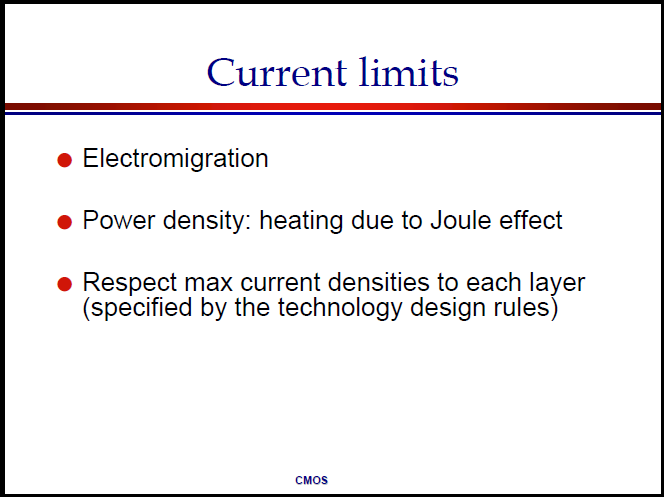 Current limits
Electromigration
Power density: heating due to Joule effect
Respect max current densities to each layer
(specified by the technology design rules)
CMOS